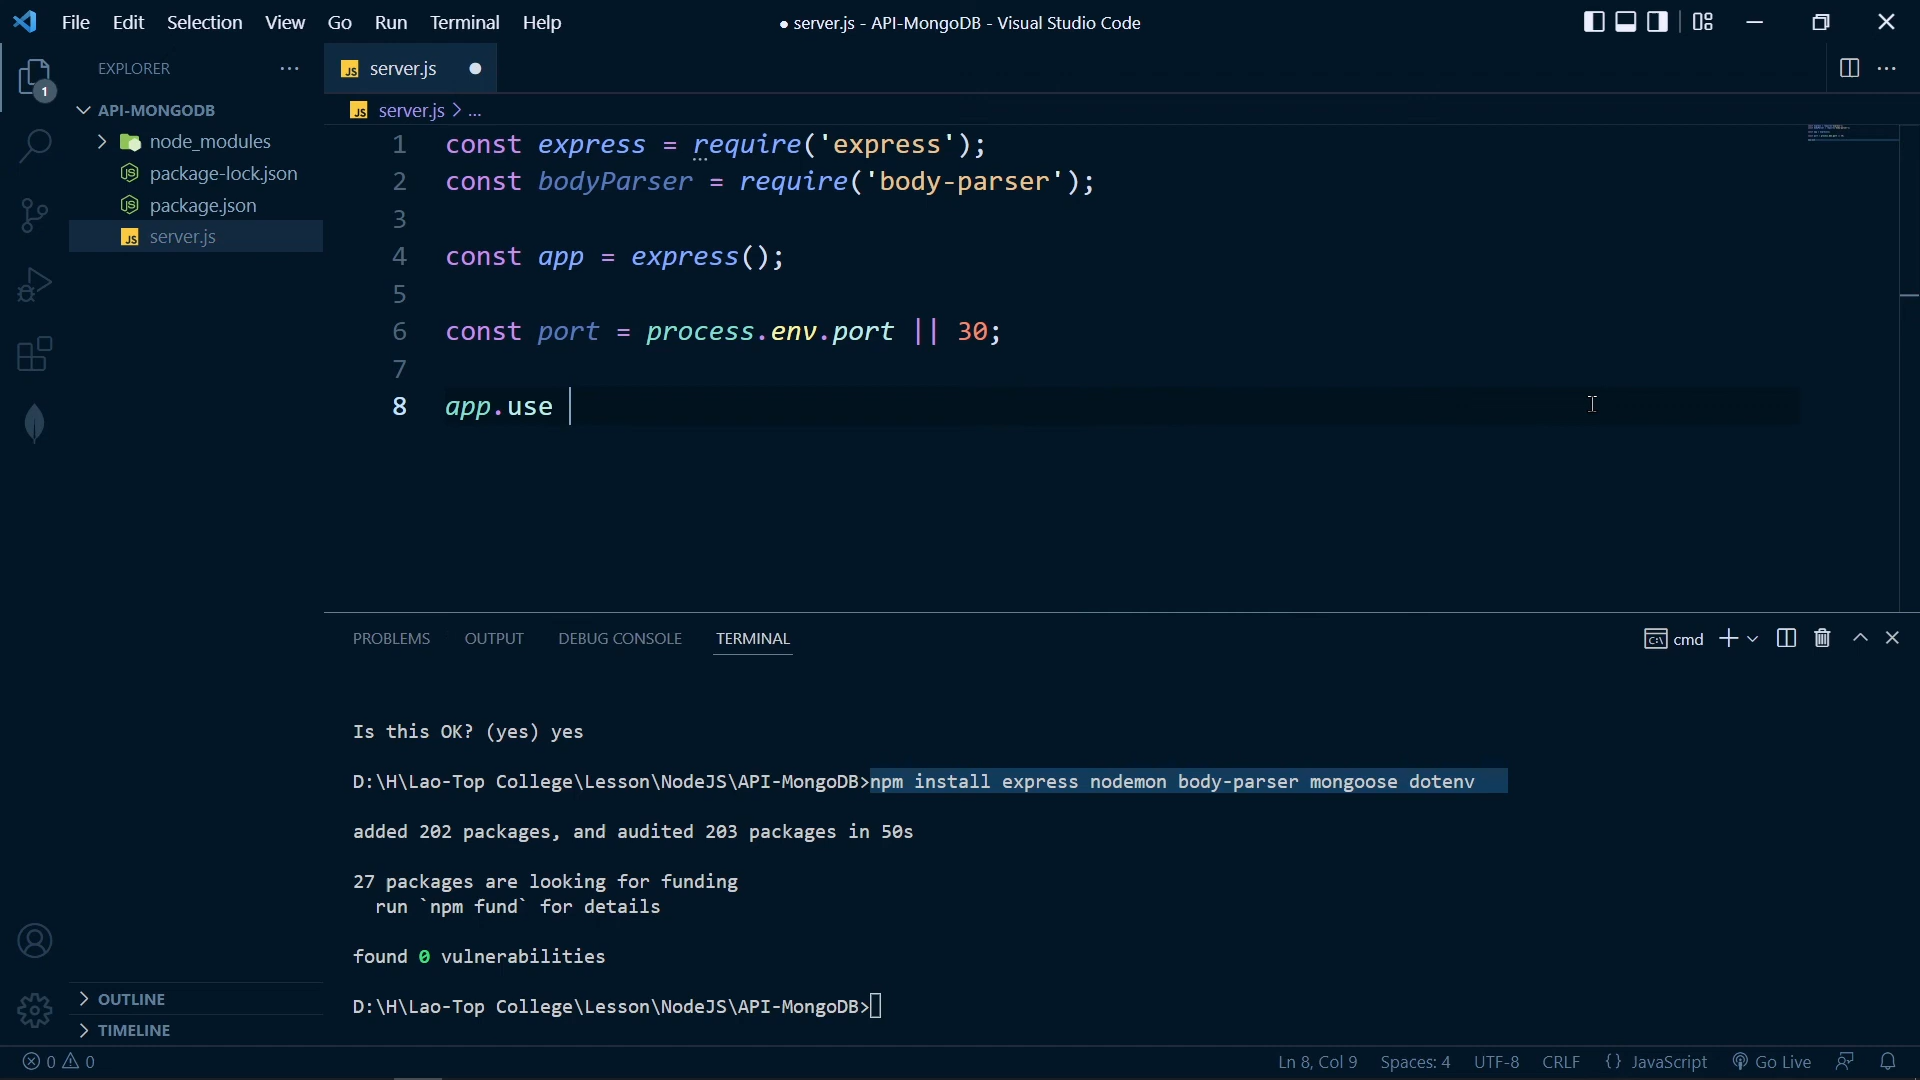 File Edit Selection View Go Run Terminal Help
● server.js - API-MongoDB - Visual Studio Code
EXPLORER
1
API-MONGODB
node_modules
package-lock.json
package.json
JS server.js
OUTLINE
TIMELINE
JS server.js ●
JS server.js > ...
1 const express = require('express');
2 const bodyParser = require('body-parser');
3
4 const app = express();
5
6 const port = process.env.port || 30;
7
8 app.use
PROBLEMS OUTPUT DEBUG CONSOLE TERMINAL
cmd
Is this OK? (yes) yes
D:\H\Lao-Top College\Lesson\NodeJS\API-MongoDB>npm install express nodemon body-parser mongoose dotenv
added 202 packages, and audited 203 packages in 50s
27 packages are looking for funding
run `npm fund` for details
found 0 vulnerabilities
D:\H\Lao-Top College\Lesson\NodeJS\API-MongoDB>
0 0
Ln 8, Col 9 Spaces: 4 UTF-8 CRLF {} JavaScript Go Live